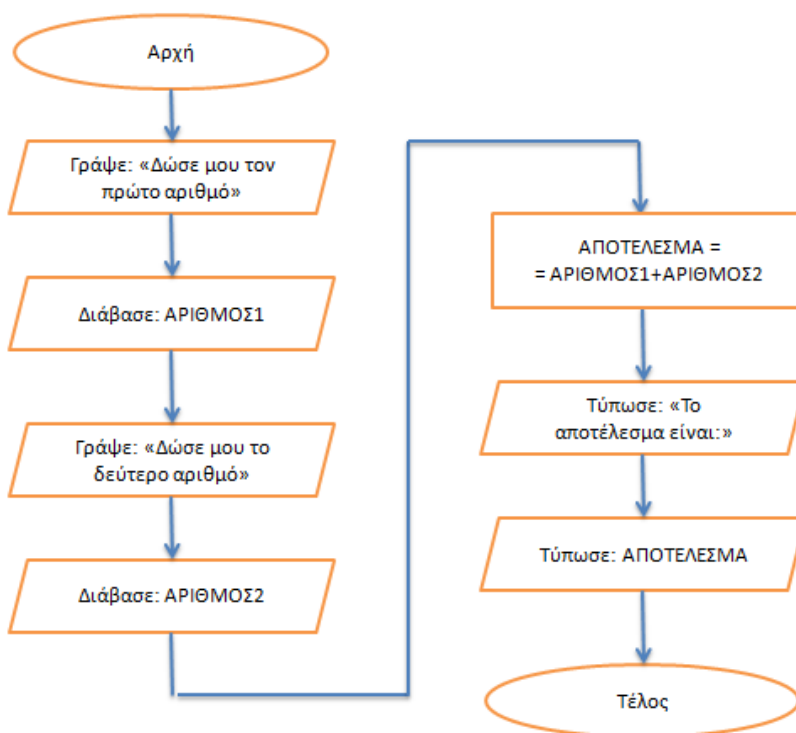 Αρχή
Γράψε: «Δώσε μου τον
πρώτο αριθμό»
Διάβασε: ΑΡΙΘΜΟΣ1
Γράψε: «Δώσε μου το
δεύτερο αριθμό»
Διάβασε: ΑΡΙΘΜΟΣ2
ΑΠΟΤΕΛΕΣΜΑ =
= ΑΡΙΘΜΟΣ1+ΑΡΙΘΜΟΣ2
Τύπωσε: «Το
αποτέλεσμα είναι:»
Τύπωσε: ΑΠΟΤΕΛΕΣΜΑ
Τέλος